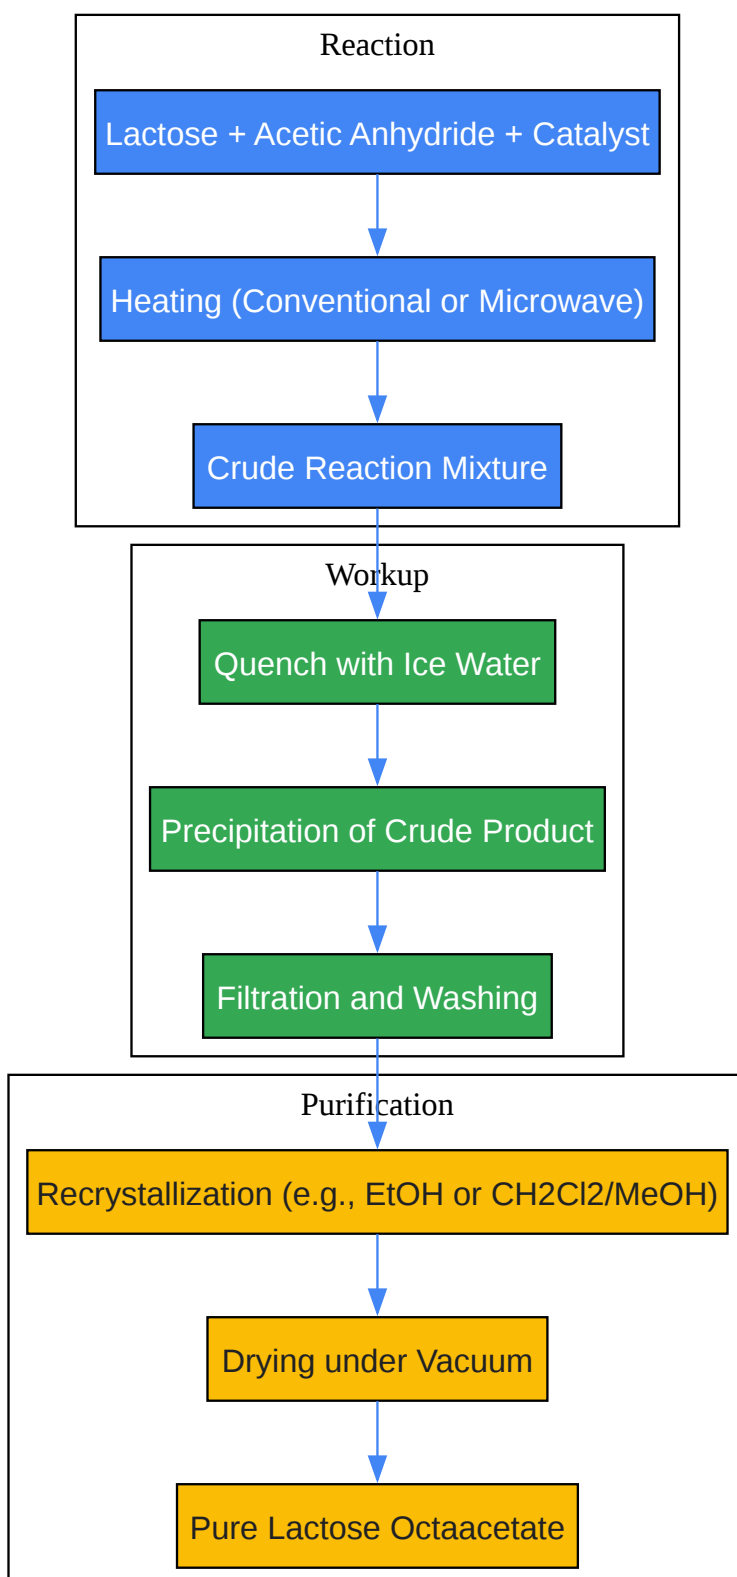 Reaction
Lactose + Acetic Anhydride + Catalyst
Heating (Conventional or Microwave)
Crude Reaction Mixture
Workup
Quench with Ice Water
Precipitation of Crude Product
Filtration and Washing
Purification
Recrystallization (e.g., EtOH or CH2Cl2/MeOH)
Drying under Vacuum
Pure Lactose Octaacetate